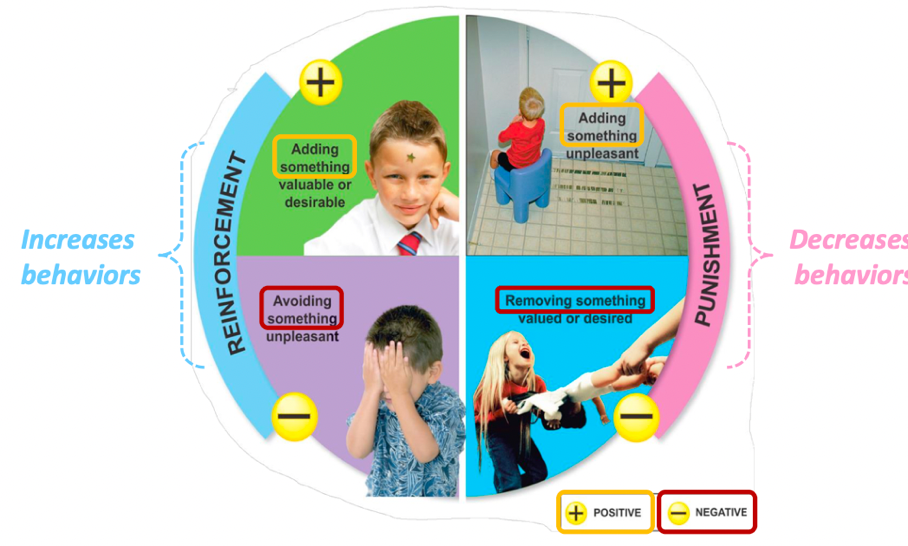 Adding
something
valuable or
desirable
Adding
something
unpleasant
REINFORCEMENT
PUNISHMENT
Increases
behaviors
Decreases
behaviors
Avoiding
something
unpleasant
Removing something
valued or desired
+ POSITIVE
− NEGATIVE